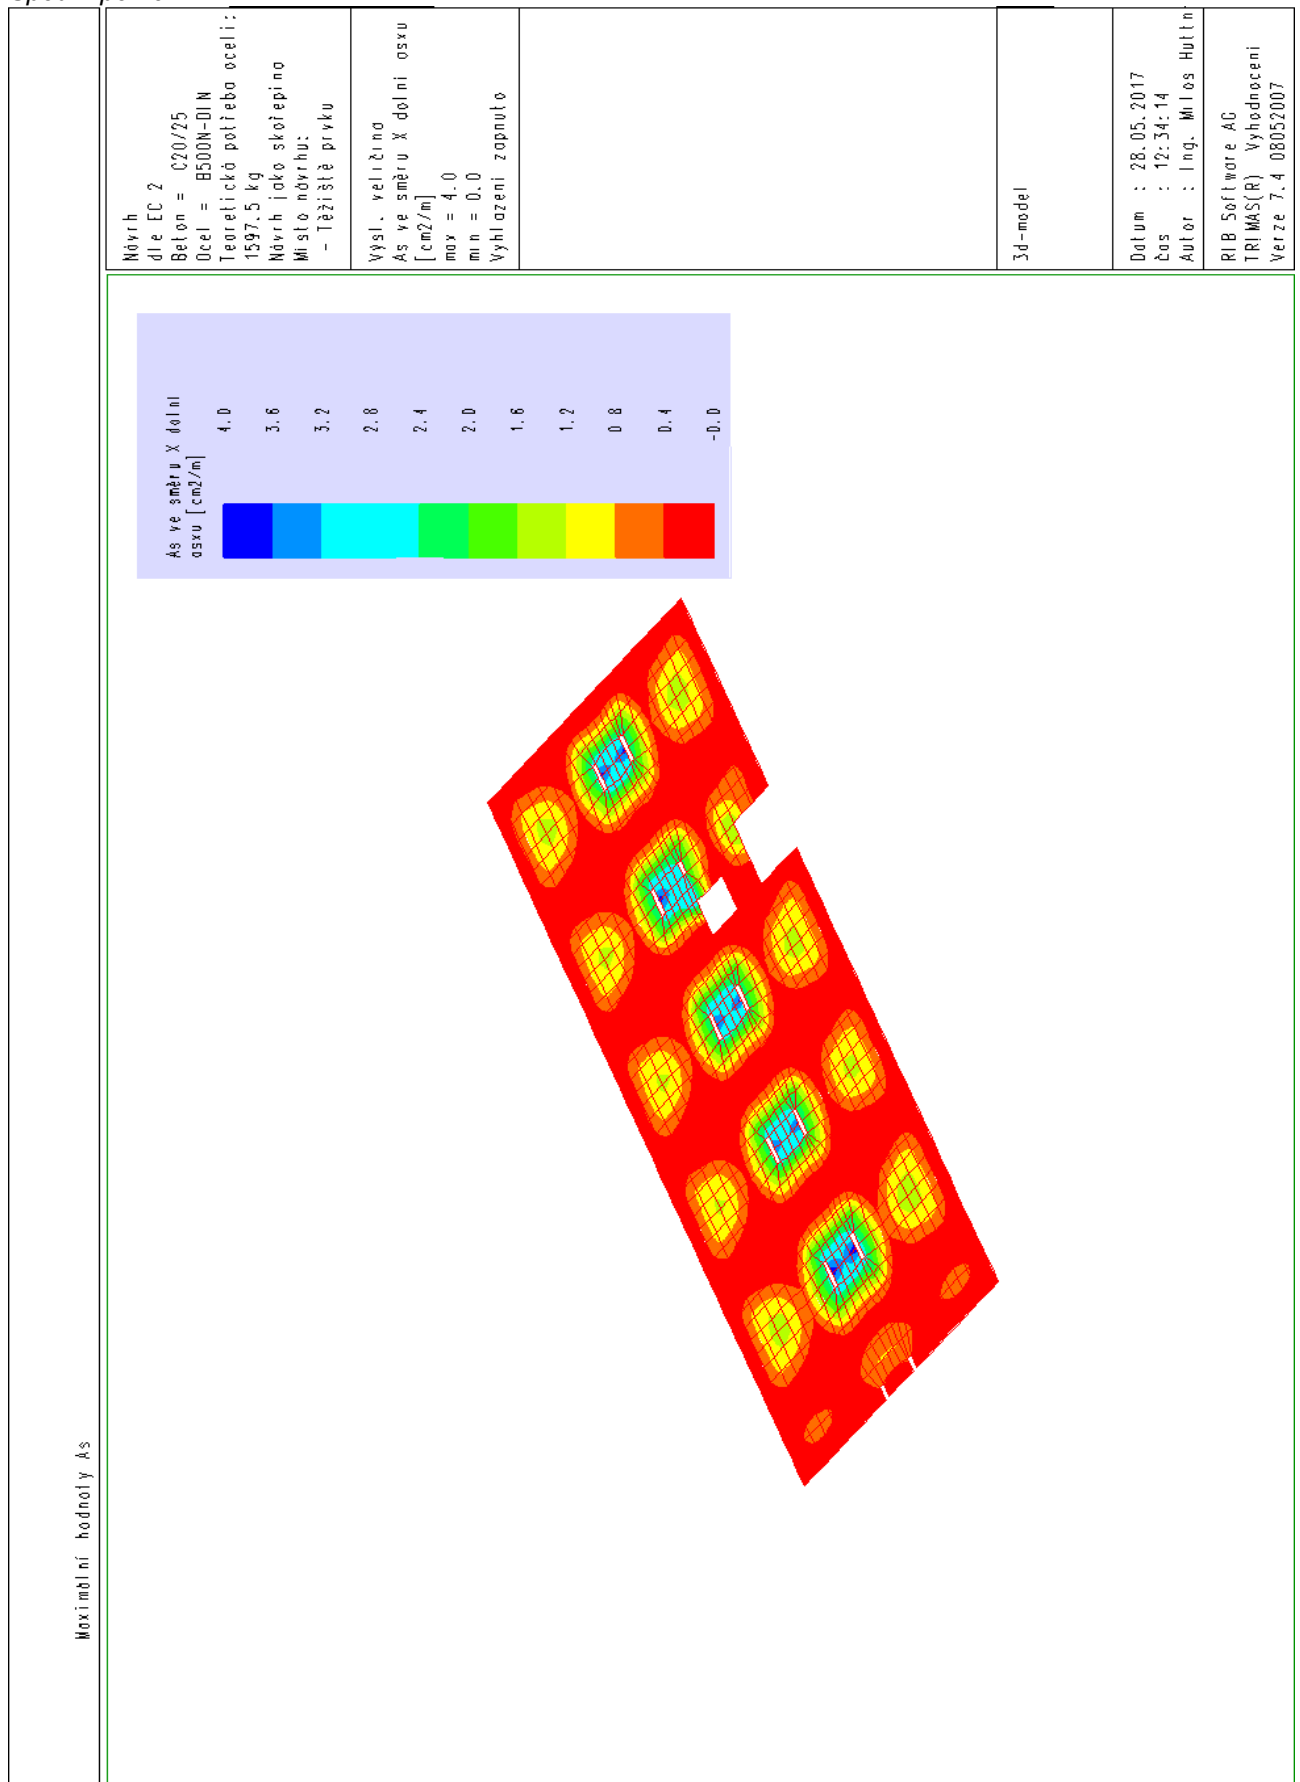 Návrh
dle EC 2
Beton = C20/25
Ocel = B500N-DIN
Teoretická potřeba oceli:
1597.5 kg
Návrh jako skořepina
Místo návrhu:
- Těžiště prvku
Výsl. veličina
As ve směru X dolní asxu
[cm2/m]
max = 4.0
min = 0.0
Vyhlazení zapnuto
3d-model
Datum : 28.05.2017
Čas : 12:34:14
Autor : Ing. Milos Huttn
RIB Software AG
TRIMAS(R) Vyhodnocení
Verze 7.4 08052007
As ve směru X dolní
asxu [cm2/m]
4.0
3.6
3.2
2.8
2.4
2.0
1.6
1.2
0.8
0.4
-0.0
Maximální hodnoty As